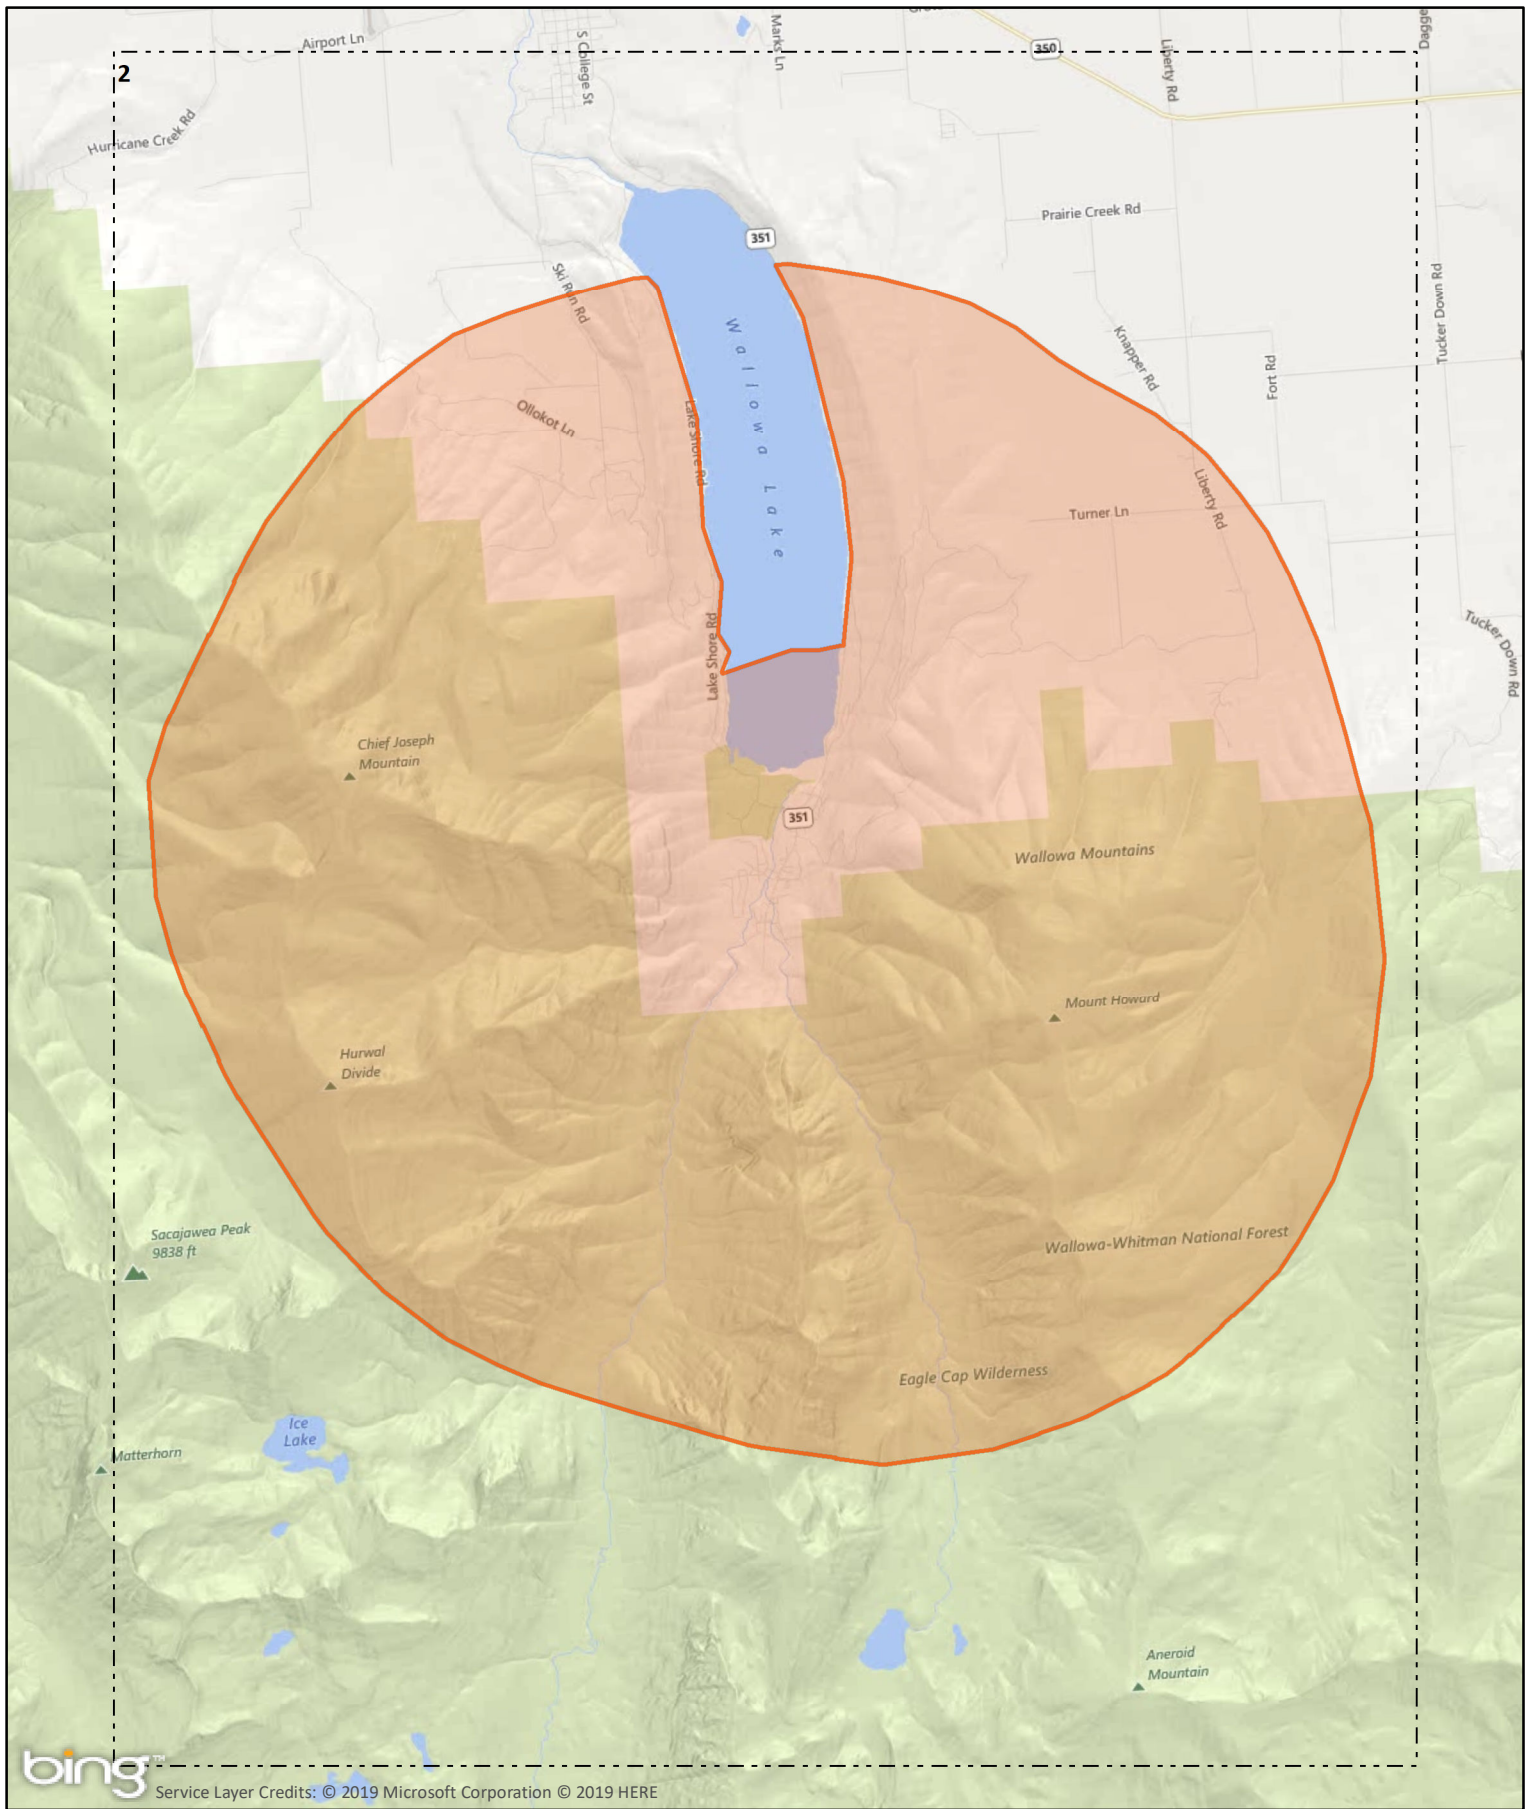 Airport Ln
S College St
Marks Ln
350
Liberty Rd
2
Hurricane Creek Rd
Prairie Creek Rd
351
Ski Run Rd
Tucker Down Rd
Wallowa Lake
Knapper Rd
Fort Rd
Ollokot Ln
Lake Shore Rd
Liberty Rd
Turner Ln
Lake Shore Rd
Tucker Down Rd
Chief Joseph
Mountain
351
Wallowa Mountains
Mount Howard
Hurwal
Divide
Sacajawea Peak
9838 ft
Wallowa-Whitman National Forest
Eagle Cap Wilderness
Ice
Lake
Matterhorn
Aneroid
Mountain
bing™
Service Layer Credits: © 2019 Microsoft Corporation © 2019 HERE